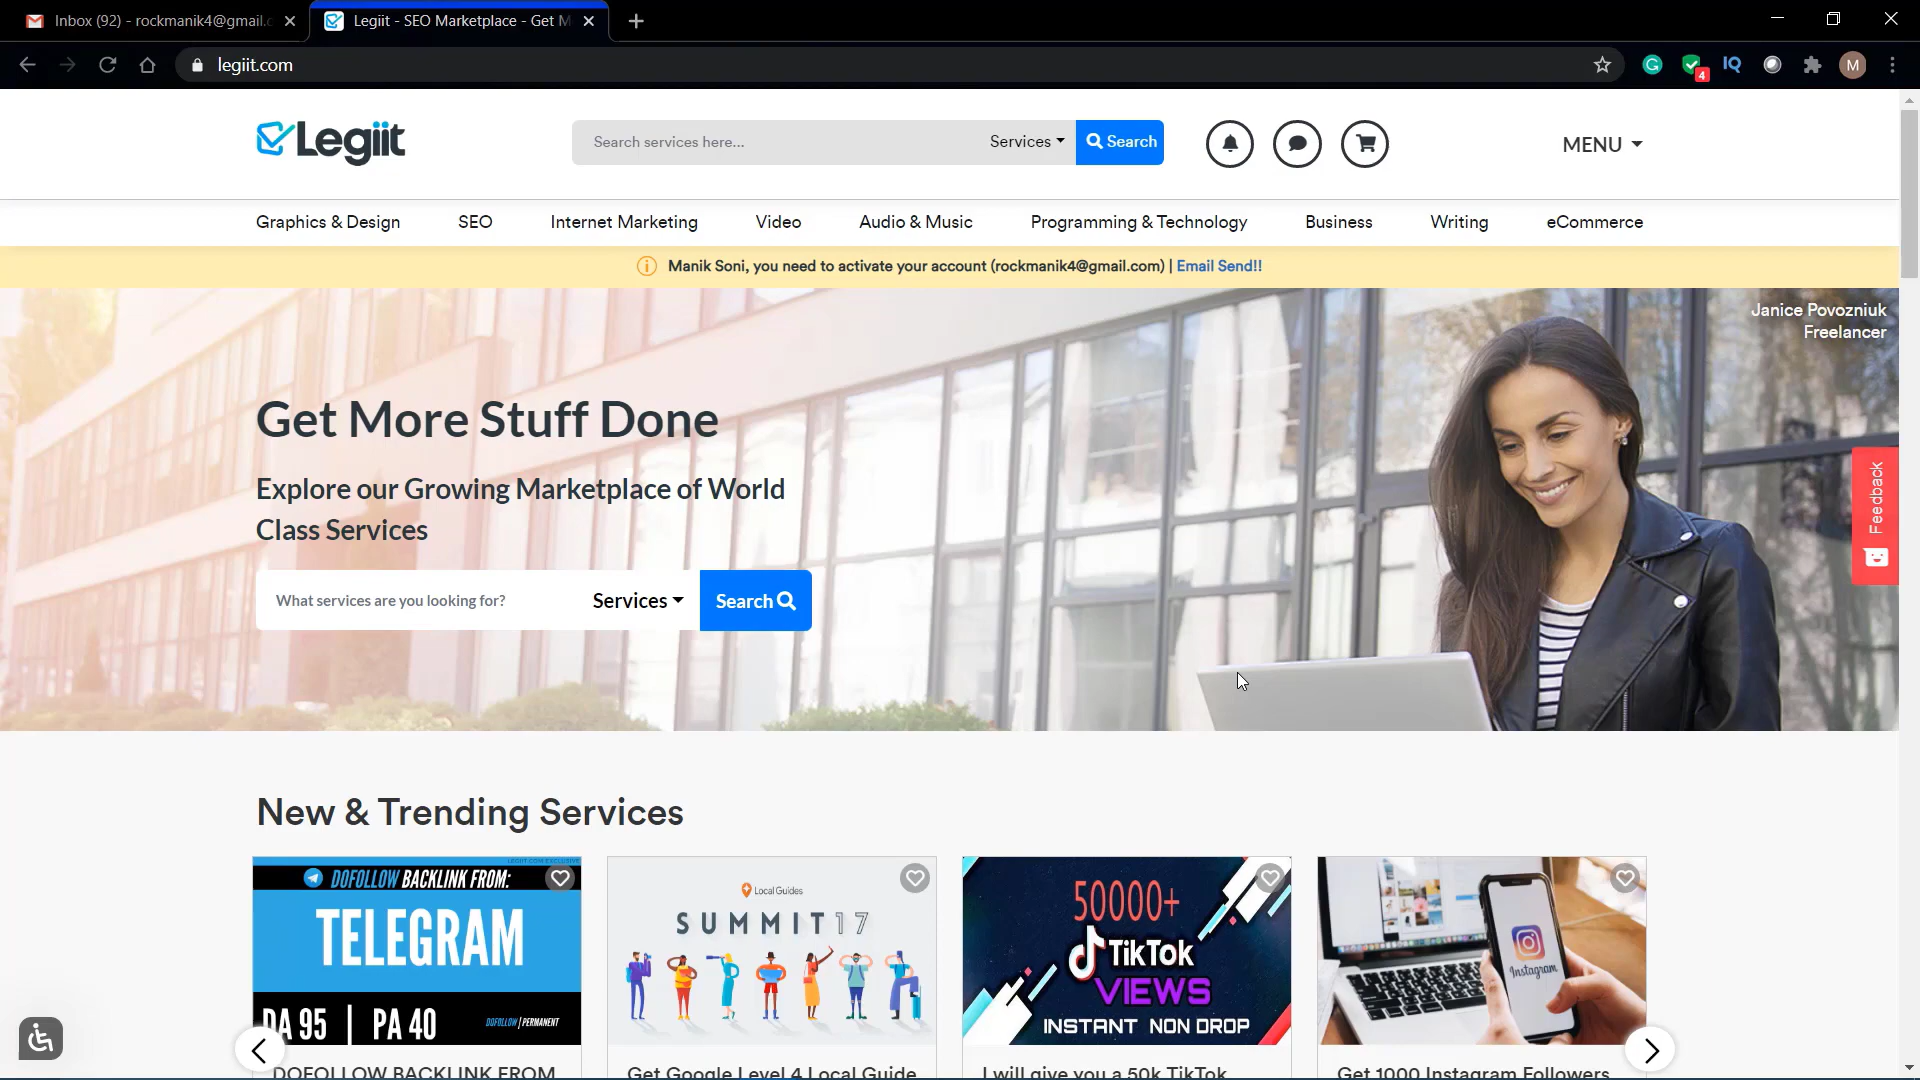 Inbox (92) - rockmanik4@gmail.c
Legiit - SEO Marketplace - Get M
legiit.com
4
M
Legiit
Search services here...
Services
Search
MENU
Graphics & Design
SEO
Internet Marketing
Video
Audio & Music
Programming & Technology
Business
Writing
eCommerce
Manik Soni, you need to activate your account (rockmanik4@gmail.com) | Email Send!!
Janice Povozniuk
Freelancer
Get More Stuff Done
Explore our Growing Marketplace of World
Class Services
What services are you looking for?
Services
Search
Feedback
New & Trending Services
LEGIIT.COM EXCLUSIVE
DOFOLLOW BACKLINK FROM:
TELEGRAM
DA 95 | PA 40
DOFOLLOW | PERMANENT
DOFOLLOW BACKLINK FROM
Local Guides
SUMMIT17
Get Google Level 4 Local Guide
50000+
TikTok
VIEWS
INSTANT NON DROP
I will give you a 50k TikTok
Instagram
Get 1000 Instagram Followers